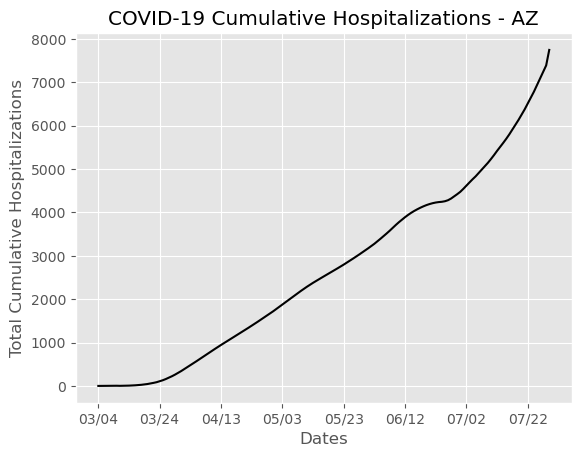 COVID-19 Cumulative Hospitalizations - AZ
Total Cumulative Hospitalizations
8000
7000
6000
5000
4000
3000
2000
1000
0
03/04 03/24 04/13 05/03 05/23 06/12 07/02 07/22
Dates